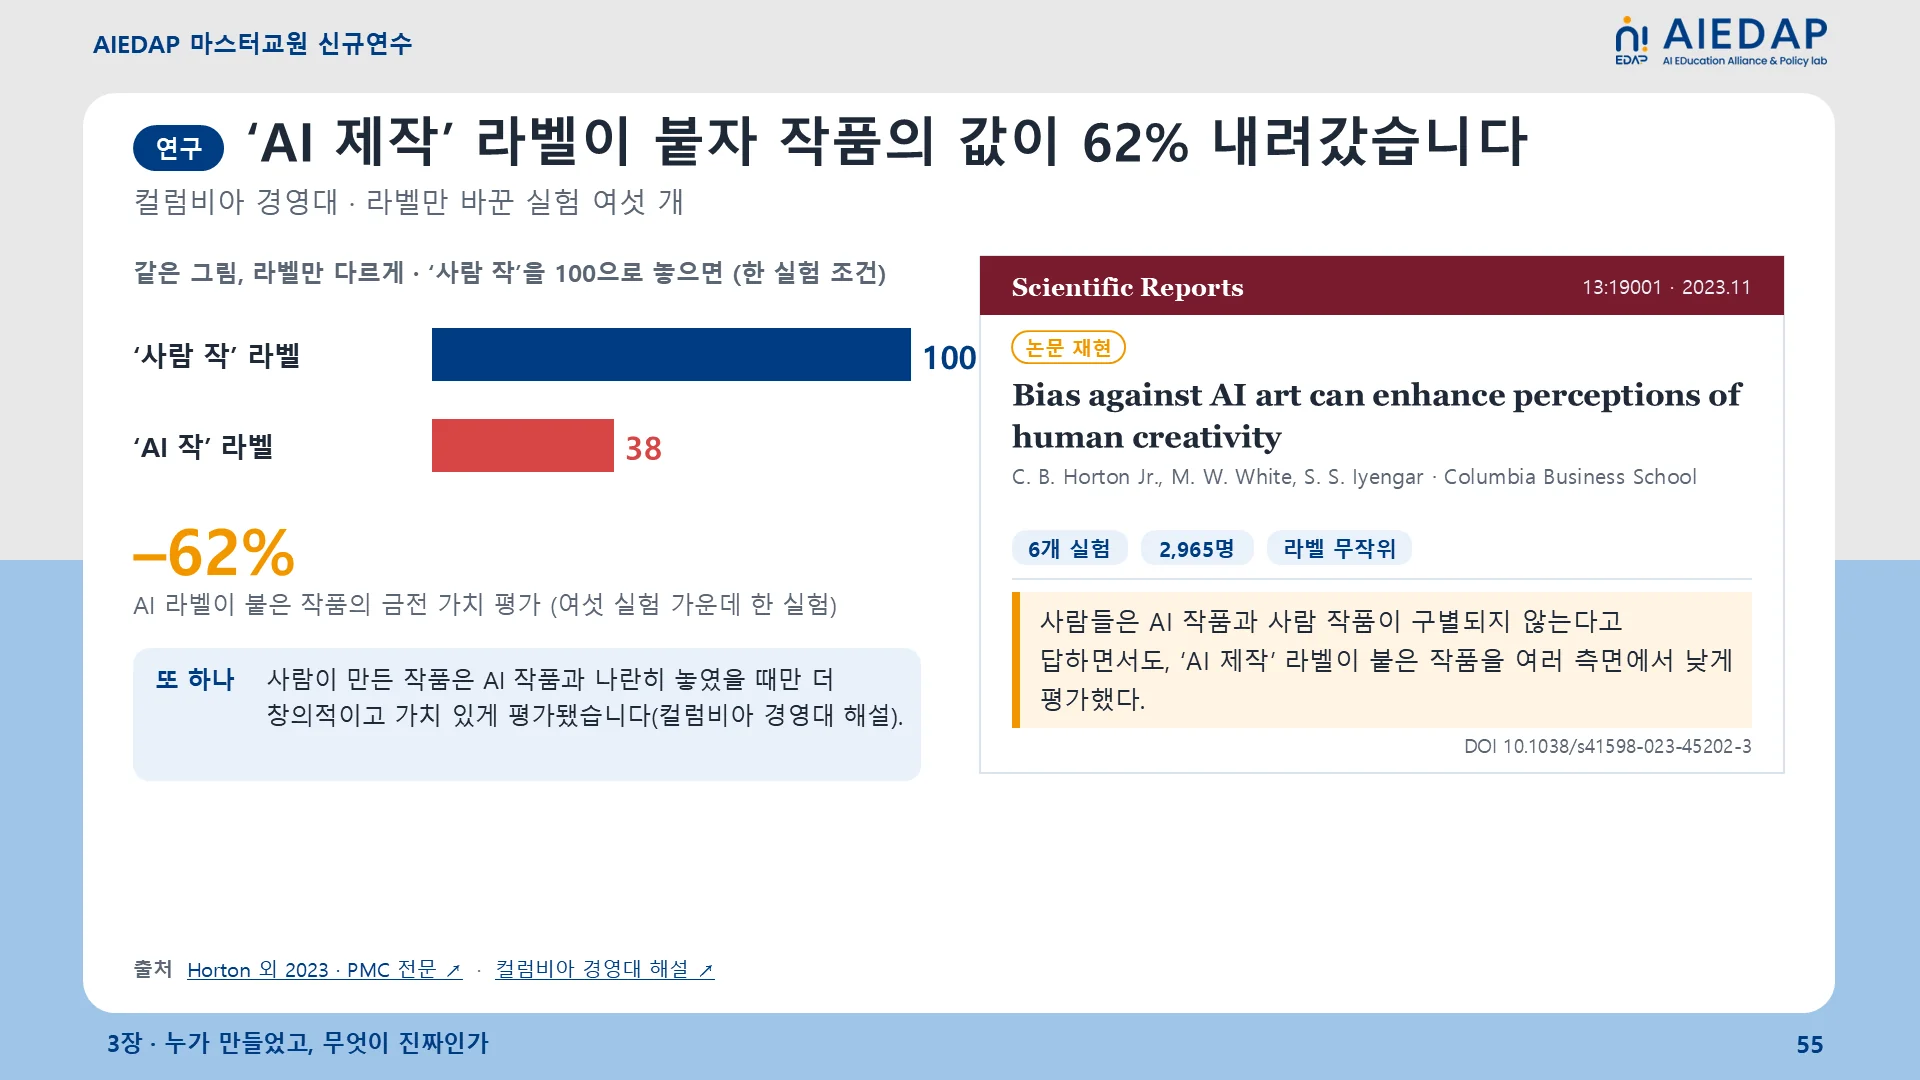 AIEDAP 마스터교원 신규연수
EDAP
AIEDAP
AI EDucation Alliance & Policy lab
연구
‘AI 제작’ 라벨이 붙자 작품의 값이 62% 내려갔습니다
컬럼비아 경영대 · 라벨만 바꾼 실험 여섯 개
같은 그림, 라벨만 다르게 · ‘사람 작’을 100으로 놓으면 (한 실험 조건)
‘사람 작’ 라벨
100
‘AI 작’ 라벨
38
–62%
AI 라벨이 붙은 작품의 금전 가치 평가 (여섯 실험 가운데 한 실험)
또 하나
사람이 만든 작품은 AI 작품과 나란히 놓였을 때만 더
창의적이고 가치 있게 평가됐습니다(컬럼비아 경영대 해설).
Scientific Reports
13:19001 · 2023.11
논문 재현
Bias against AI art can enhance perceptions of
human creativity
C. B. Horton Jr., M. W. White, S. S. Iyengar · Columbia Business School
6개 실험
2,965명
라벨 무작위
사람들은 AI 작품과 사람 작품이 구별되지 않는다고
답하면서도, ‘AI 제작’ 라벨이 붙은 작품을 여러 측면에서 낮게
평가했다.
DOI 10.1038/s41598-023-45202-3
출처 Horton 외 2023 · PMC 전문 ↗ · 컬럼비아 경영대 해설 ↗
3장 · 누가 만들었고, 무엇이 진짜인가
55